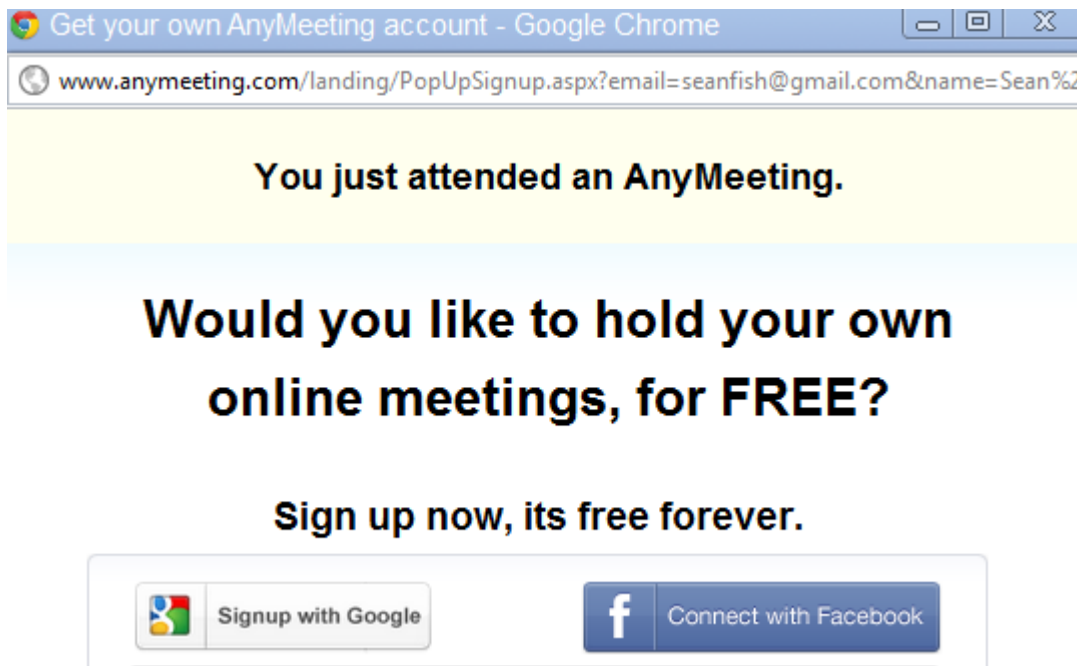 Get your own AnyMeeting account - Google Chrome
www.anymeeting.com/landing/PopUpSignup.aspx?email=seanfish@gmail.com&name=Sean%2
You just attended an AnyMeeting.
Would you like to hold your own
online meetings, for FREE?
Sign up now, its free forever.
Signup with Google
Connect with Facebook